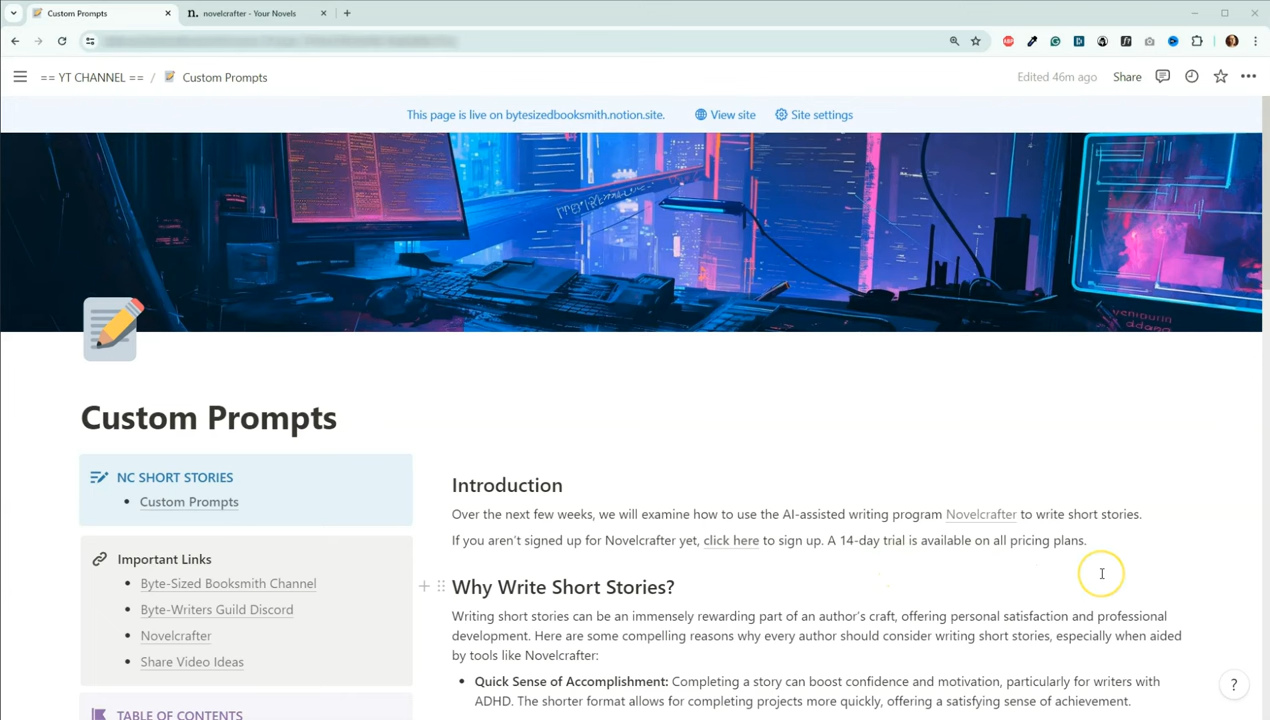 Custom Prompts
novelcrafter - Your Novels
== YT CHANNEL == / Custom Prompts
Edited 46m ago
Share
This page is live on bytesizedbooksmith.notion.site.
View site
Site settings
Custom Prompts
NC SHORT STORIES
• Custom Prompts
Important Links
• Byte-Sized Booksmith Channel
• Byte-Writers Guild Discord
• Novelcrafter
• Share Video Ideas
TABLE OF CONTENTS
Introduction
Over the next few weeks, we will examine how to use the AI-assisted writing program Novelcrafter to write short stories.
If you aren't signed up for Novelcrafter yet, click here to sign up. A 14-day trial is available on all pricing plans.
Why Write Short Stories?
Writing short stories can be an immensely rewarding part of an author's craft, offering personal satisfaction and professional
development. Here are some compelling reasons why every author should consider writing short stories, especially when aided
by tools like Novelcrafter:
• Quick Sense of Accomplishment: Completing a story can boost confidence and motivation, particularly for writers with
ADHD. The shorter format allows for completing projects more quickly, offering a satisfying sense of achievement.
?